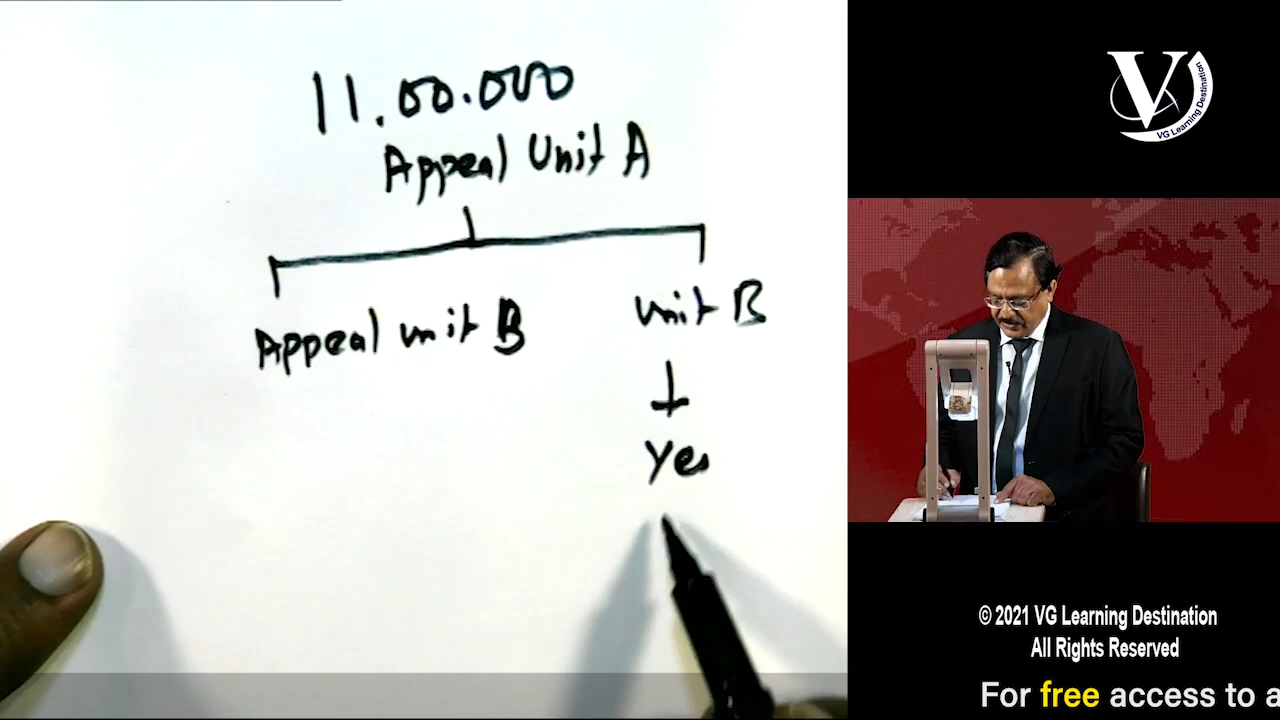 11.00.000
Appeal Unit A
Appeal unit B
unit B
Yes
V
VG Learning Destination
© 2021 VG Learning Destination
All Rights Reserved
For free access to a